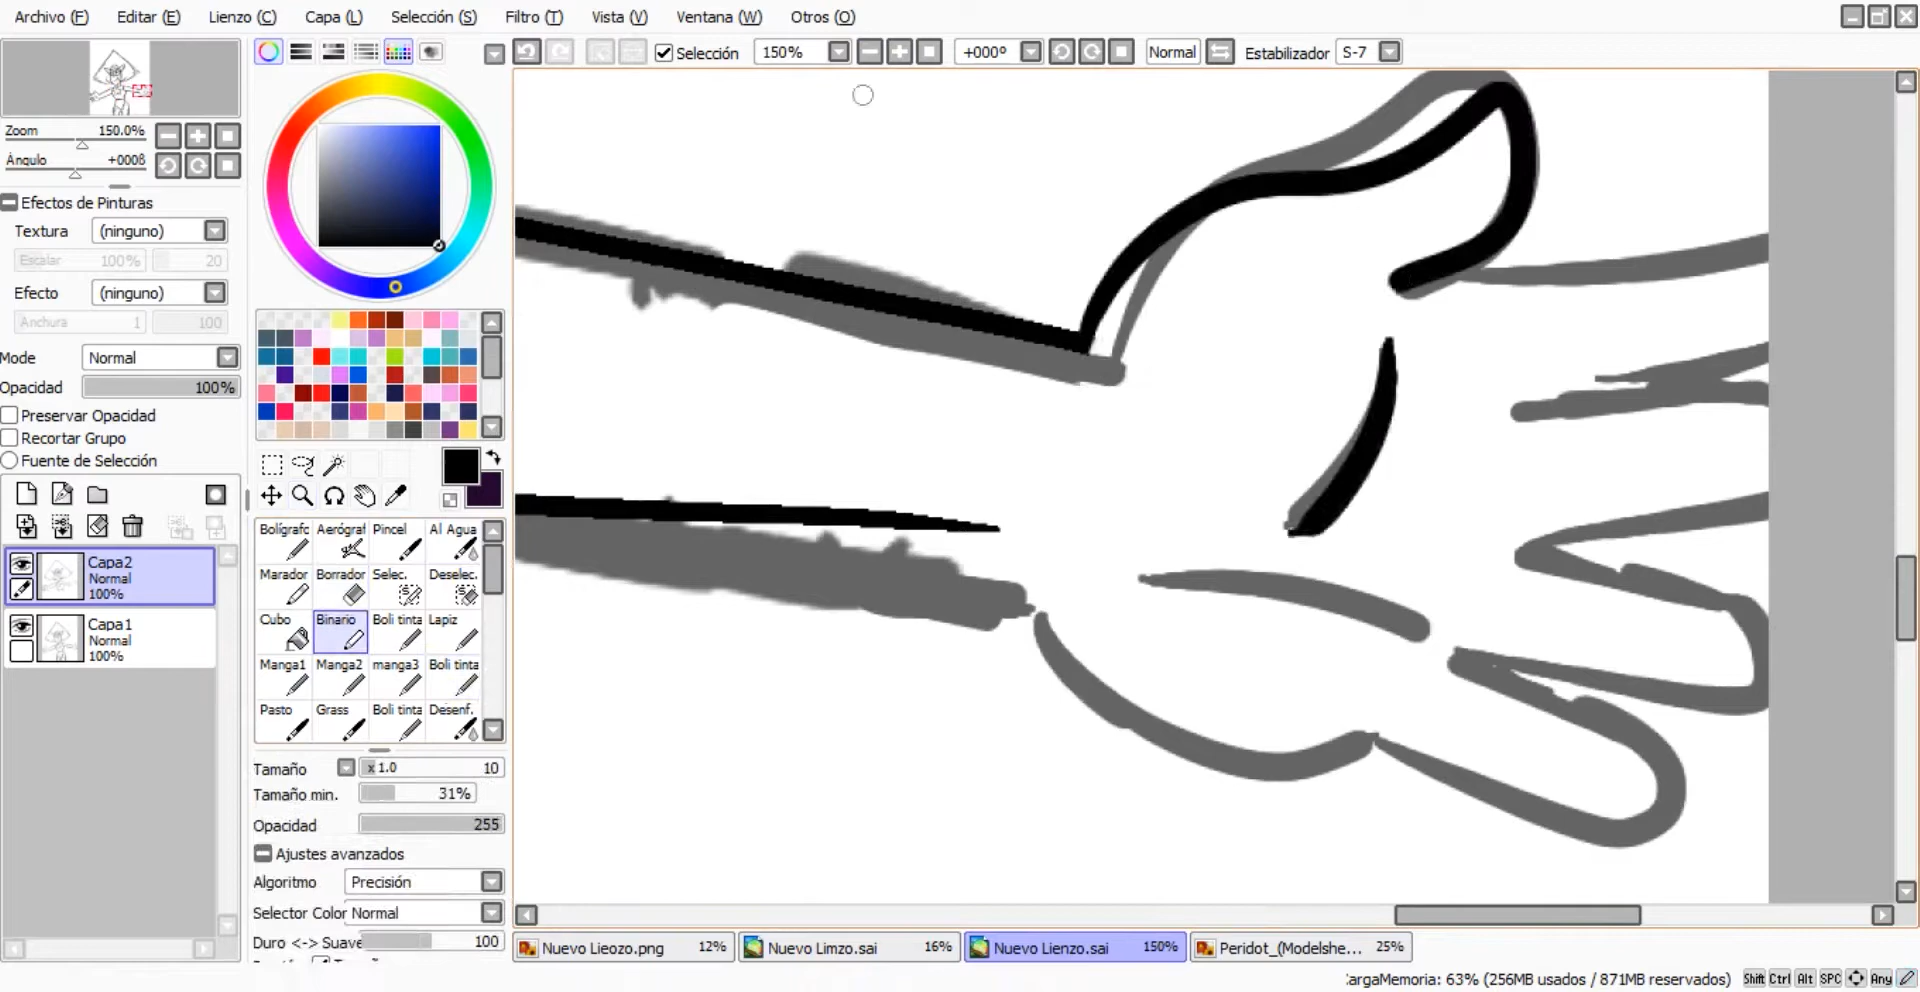 Archivo (F) Editar (E) Lienzo (C) Capa (L) Selección (S) Filtro (T) Vista (V) Ventana (W) Otros (O)
Selección 150% +000º Normal Estabilizador S-7
Zoom 150.0%
Ángulo +000ß
Efectos de Pinturas
Textura (ninguno)
Escalar 100% 20
Efecto (ninguno)
Anchura 1 100
Mode Normal
Opacidad 100%
Preservar Opacidad
Recortar Grupo
Fuente de Selección
Capa2
Normal
100%
Capa1
Normal
100%
Bolígrafc Aerógraf Pincel Al Agua
Marador Borrador Selec. Deselec.
Cubo Binario Boli tinta Lapiz
Manga1 Manga2 manga3 Boli tinta
Pasto Grass Boli tinta Desenf.
Tamaño x 1.0 10
Tamaño min. 31%
Opacidad 255
Ajustes avanzados
Algoritmo Precisión
Selector Color Normal
Duro <-> Suave 100
Nuevo Lieozo.png 12% Nuevo Limzo.sai 16% Nuevo Lienzo.sai 150% Peridot_(Modelshe... 25%
:argaMemoria: 63% (256MB usados / 871MB reservados) Shift Ctrl Alt SPC Any